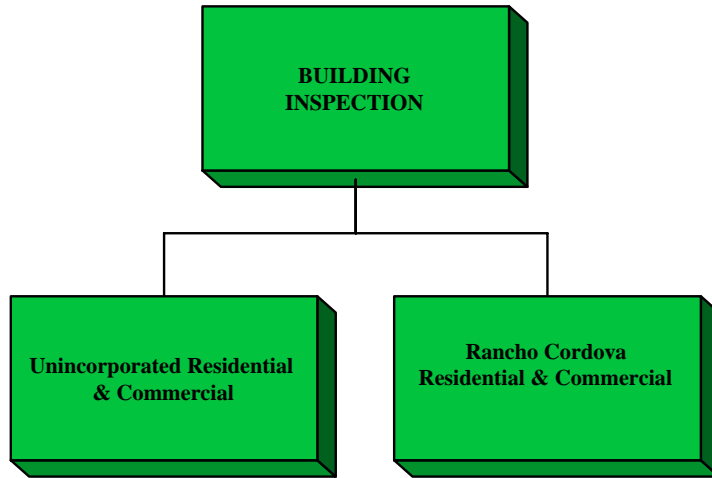 BUILDING
INSPECTION
Unincorporated Residential
& Commercial
Rancho Cordova
Residential & Commercial